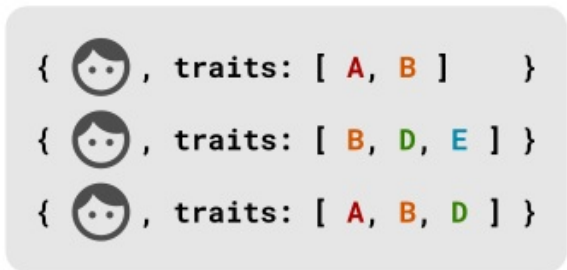 { , traits: [ A, B ] }
{ , traits: [ B, D, E ] }
{ , traits: [ A, B, D ] }